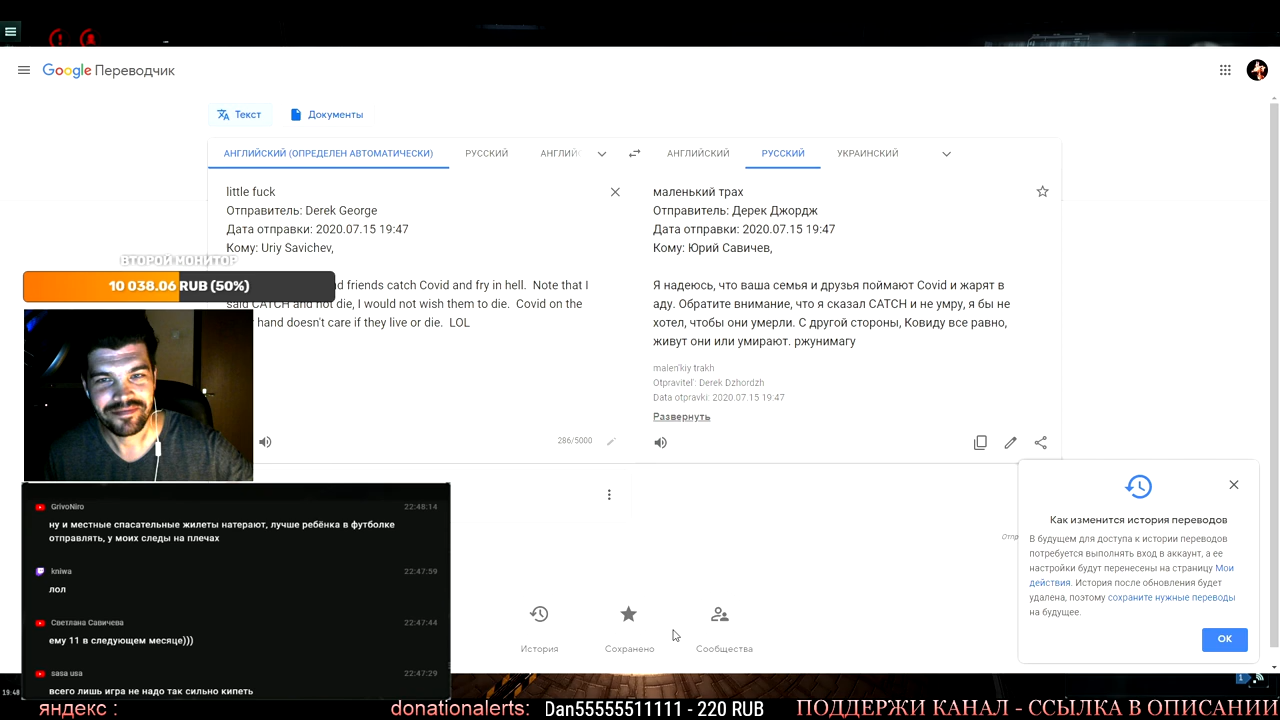 Google Переводчик
Текст
Документы
АНГЛИЙСКИЙ (ОПРЕДЕЛЕН АВТОМАТИЧЕСКИ)
РУССКИЙ
АНГЛИЙ
АНГЛИЙСКИЙ
РУССКИЙ
УКРАИНСКИЙ
little fuck
Отправитель: Derek George
Дата отправки: 2020.07.15 19:47
Кому: Uriy Savichev,
friends catch Covid and fry in hell. Note that I
said CATCH and not die, I would not wish them to die. Covid on the
hand doesn't care if they live or die. LOL
286/5000
маленький трах
Отправитель: Дерек Джордж
Дата отправки: 2020.07.15 19:47
Кому: Юрий Савичев,
Я надеюсь, что ваша семья и друзья поймают Covid и жарят в
аду. Обратите внимание, что я сказал CATCH и не умру, я бы не
хотел, чтобы они умерли. С другой стороны, Ковиду все равно,
живут они или умирают. ржунимагу
malen'kiy trakh
Otpravitel': Derek Dzhordzh
Data otpravki: 2020.07.15 19:47
Развернуть
ВТОРОЙ МОНИТОР
10 038.06 RUB (50%)
GrivoNiro 22:48:14
ну и местные спасательные жилеты натерают, лучше ребёнка в футболке
отправлять, у моих следы на плечах
kniwa 22:47:59
лол
Светлана Савичева 22:47:44
ему 11 в следующем месяце)))
sasa usa 22:47:29
всего лишь игра не надо так сильно кипеть
История
Сохранено
Сообщества
Как изменится история переводов
В будущем для доступа к истории переводов
потребуется выполнять вход в аккаунт, а ее
настройки будут перенесены на страницу Мои
действия. История после обновления будет
удалена, поэтому сохраните нужные переводы
на будущее.
ОК
19:48
яндекс :
donationalerts:
Dan55555511111 - 220 RUB
ПОДДЕРЖИ КАНАЛ - ССЫЛКА В ОПИСАНИИ